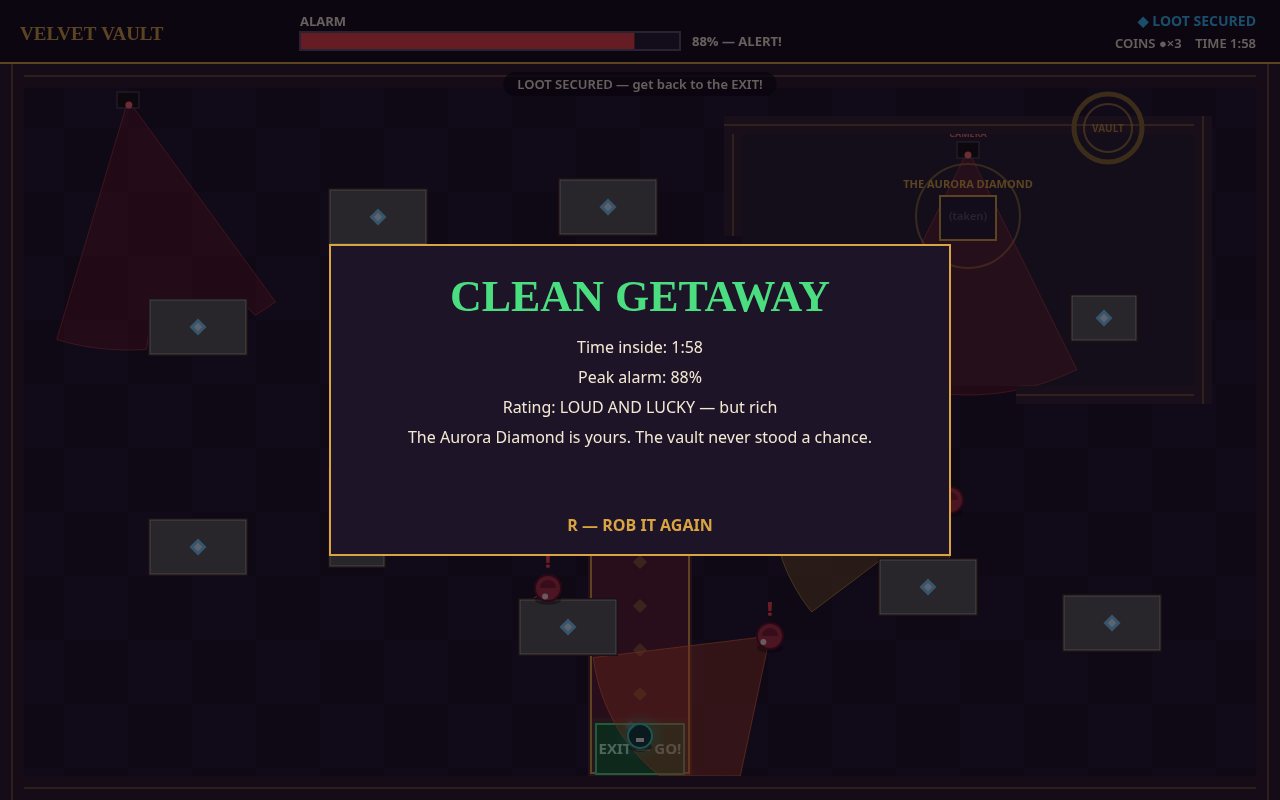 VELVET VAULT
ALARM
88% — ALERT!
◆ LOOT SECURED
COINS ●×3 TIME 1:58
LOOT SECURED — get back to the EXIT!
VAULT
CAMERA
THE AURORA DIAMOND
(taken)
CLEAN GETAWAY
Time inside: 1:58
Peak alarm: 88%
Rating: LOUD AND LUCKY — but rich
The Aurora Diamond is yours. The vault never stood a chance.
R — ROB IT AGAIN
!
!
EXIT — GO!